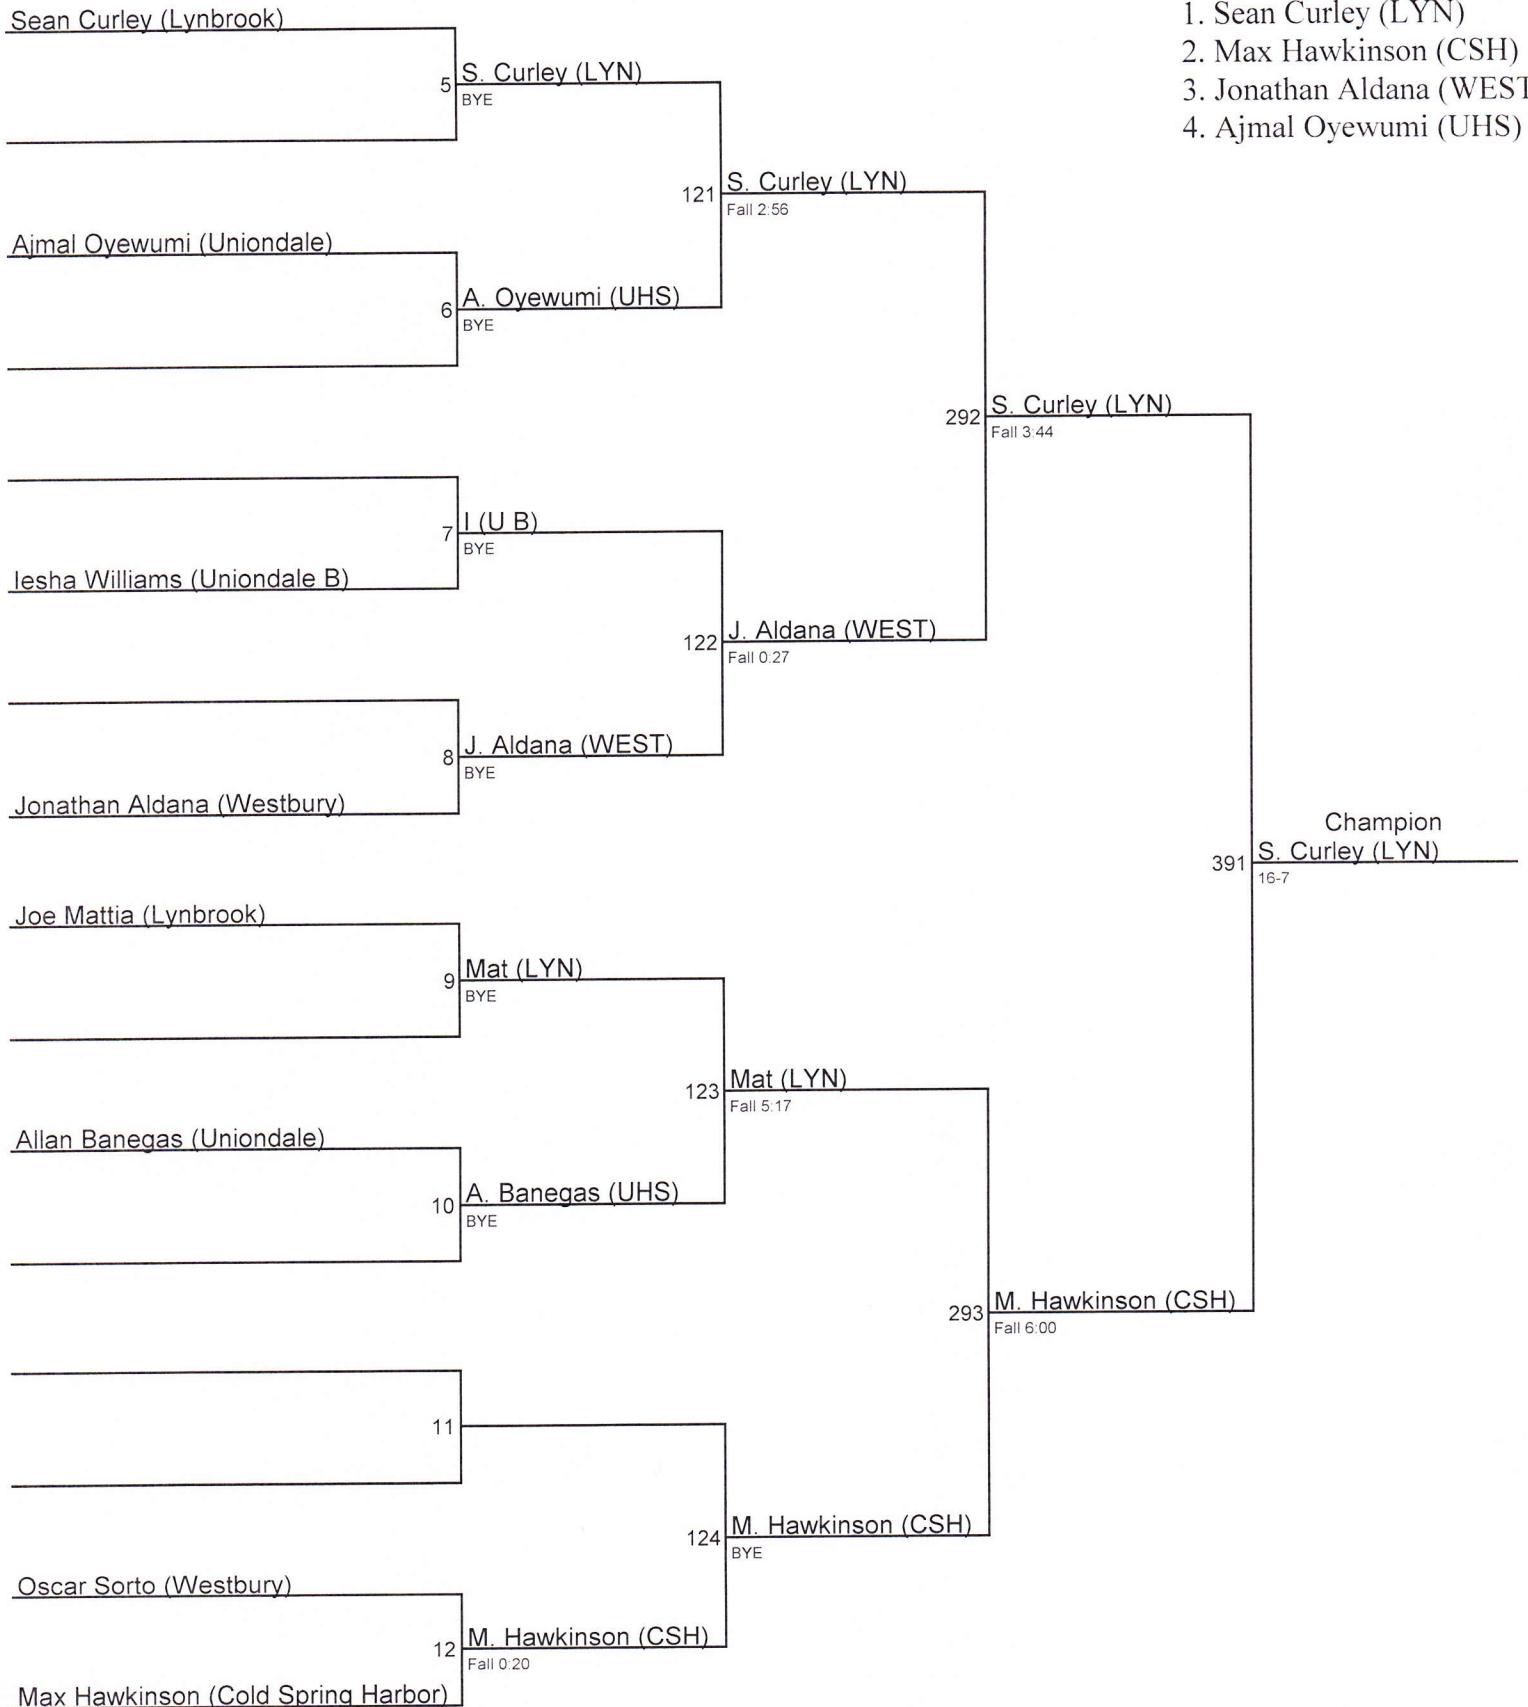 Sean Curley (Lynbrook)
1. Sean Curley (LYN)
2. Max Hawkinson (CSH)
3. Jonathan Aldana (WEST
4. Ajmal Oyewumi (UHS)
5
S. Curley (LYN)
BYE
121
S. Curley (LYN)
Fall 2:56
Ajmal Oyewumi (Uniondale)
6
A. Oyewumi (UHS)
BYE
292
S. Curley (LYN)
Fall 3:44
7
I (U B)
BYE
Iesha Williams (Uniondale B)
122
J. Aldana (WEST)
Fall 0:27
8
J. Aldana (WEST)
BYE
Jonathan Aldana (Westbury)
Champion
391
S. Curley (LYN)
16-7
Joe Mattia (Lynbrook)
9
Mat (LYN)
BYE
123
Mat (LYN)
Fall 5:17
Allan Banegas (Uniondale)
10
A. Banegas (UHS)
BYE
293
M. Hawkinson (CSH)
Fall 6:00
11
124
M. Hawkinson (CSH)
BYE
Oscar Sorto (Westbury)
12
M. Hawkinson (CSH)
Fall 0:20
Max Hawkinson (Cold Spring Harbor)